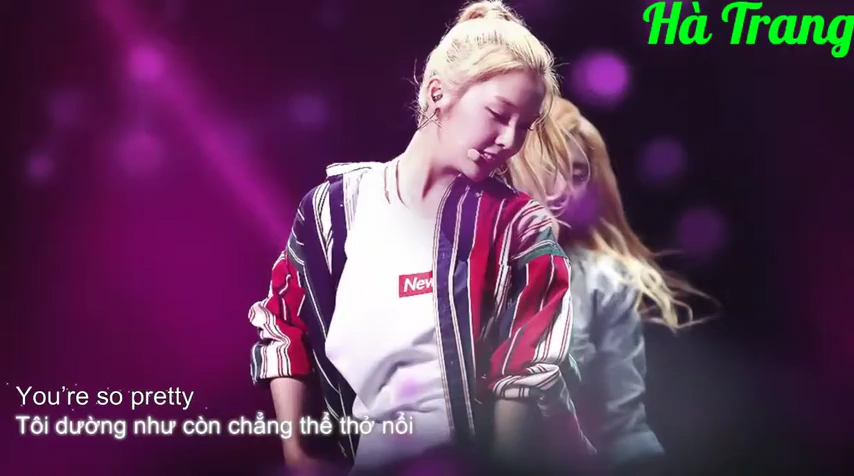 Hà Trang
New
You're so pretty
Tôi dường như còn chẳng thể thở nổi